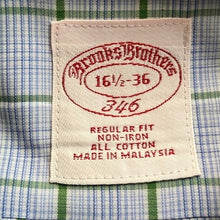 Brooks Brothers
16½-36
346
REGULAR FIT
NON-IRON
ALL COTTON
MADE IN MALAYSIA